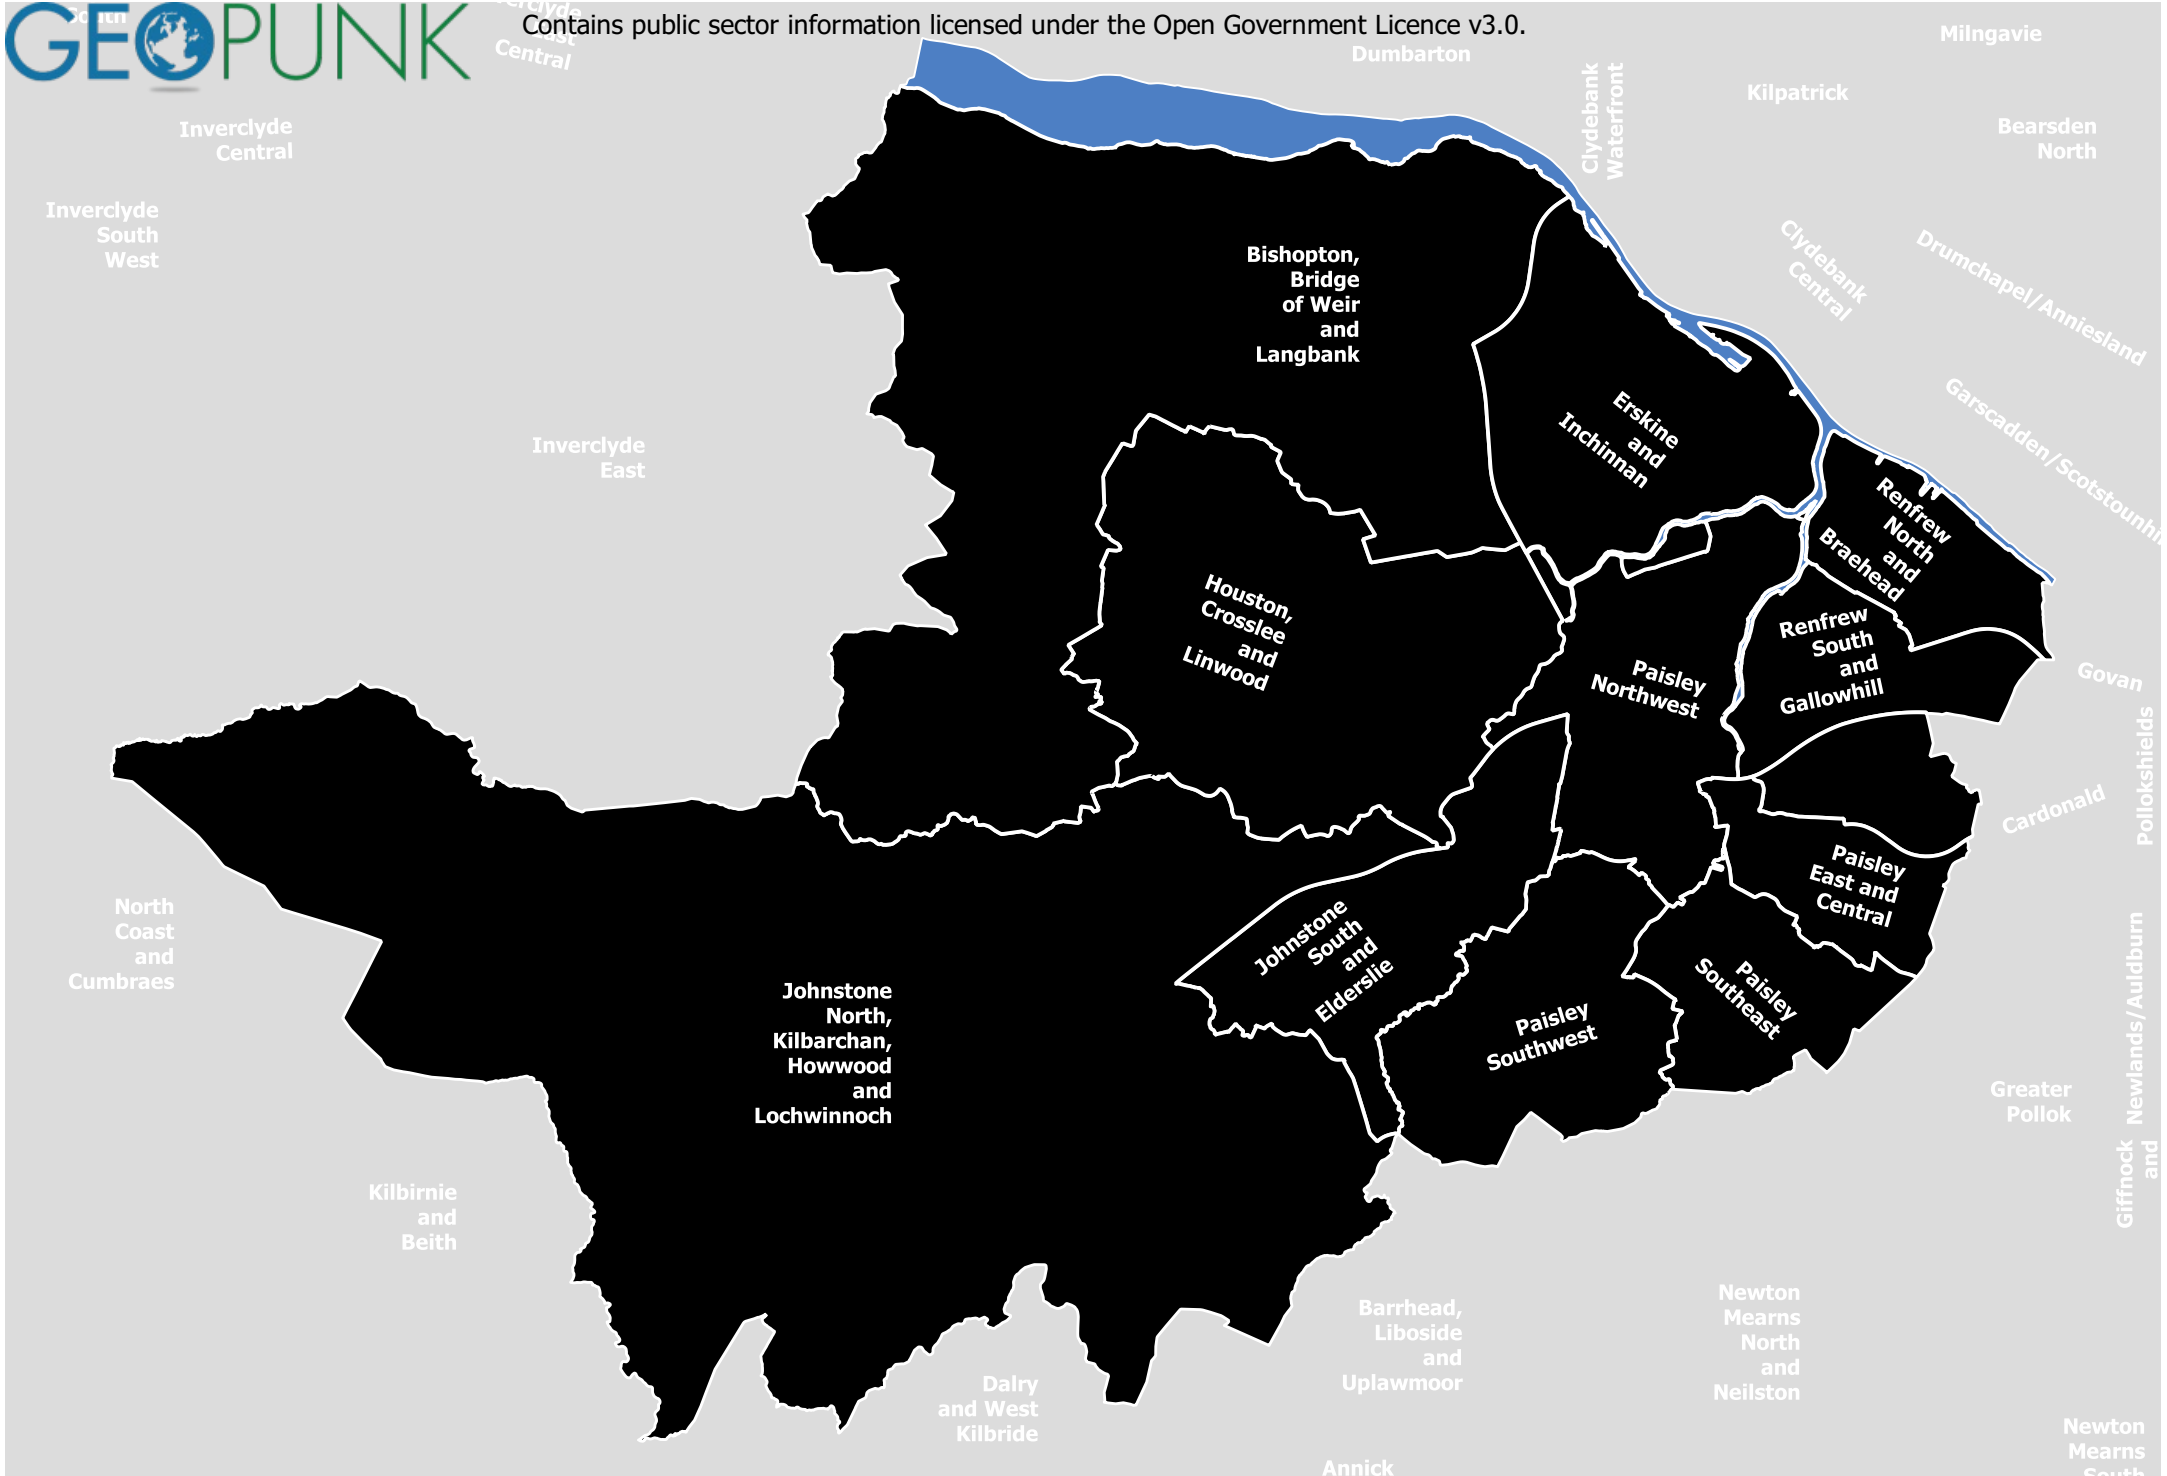 GEOPUNK
South
Inverclyde
East
Central
Contains public sector information licensed under the Open Government Licence v3.0.
Dumbarton
Milngavie
Clydebank
Waterfront
Kilpatrick
Bearsden
North
Inverclyde
Central
Inverclyde
South
West
Clydebank
Central
Drumchapel/Anniesland
Bishopton,
Bridge
of Weir
and
Langbank
Garscadden/Scotstounhi
Erskine
and
Inchinnan
Inverclyde
East
Renfrew
North
and
Braehead
Houston,
Crosslee
and
Linwood
Renfrew
South
and
Gallowhill
Paisley
Northwest
Govan
Pollokshields
Cardonald
Paisley
East and
Central
North
Coast
and
Cumbraes
Johnstone
South
and
Elderslie
Newlands/Auldburn
Johnstone
North,
Kilbarchan,
Howwood
and
Lochwinnoch
Paisley
Southeast
Paisley
Southwest
Greater
Pollok
Giffnock
and
Kilbirnie
and
Beith
Barrhead,
Liboside
and
Uplawmoor
Newton
Mearns
North
and
Neilston
Dalry
and West
Kilbride
Newton
Mearns
South
Annick